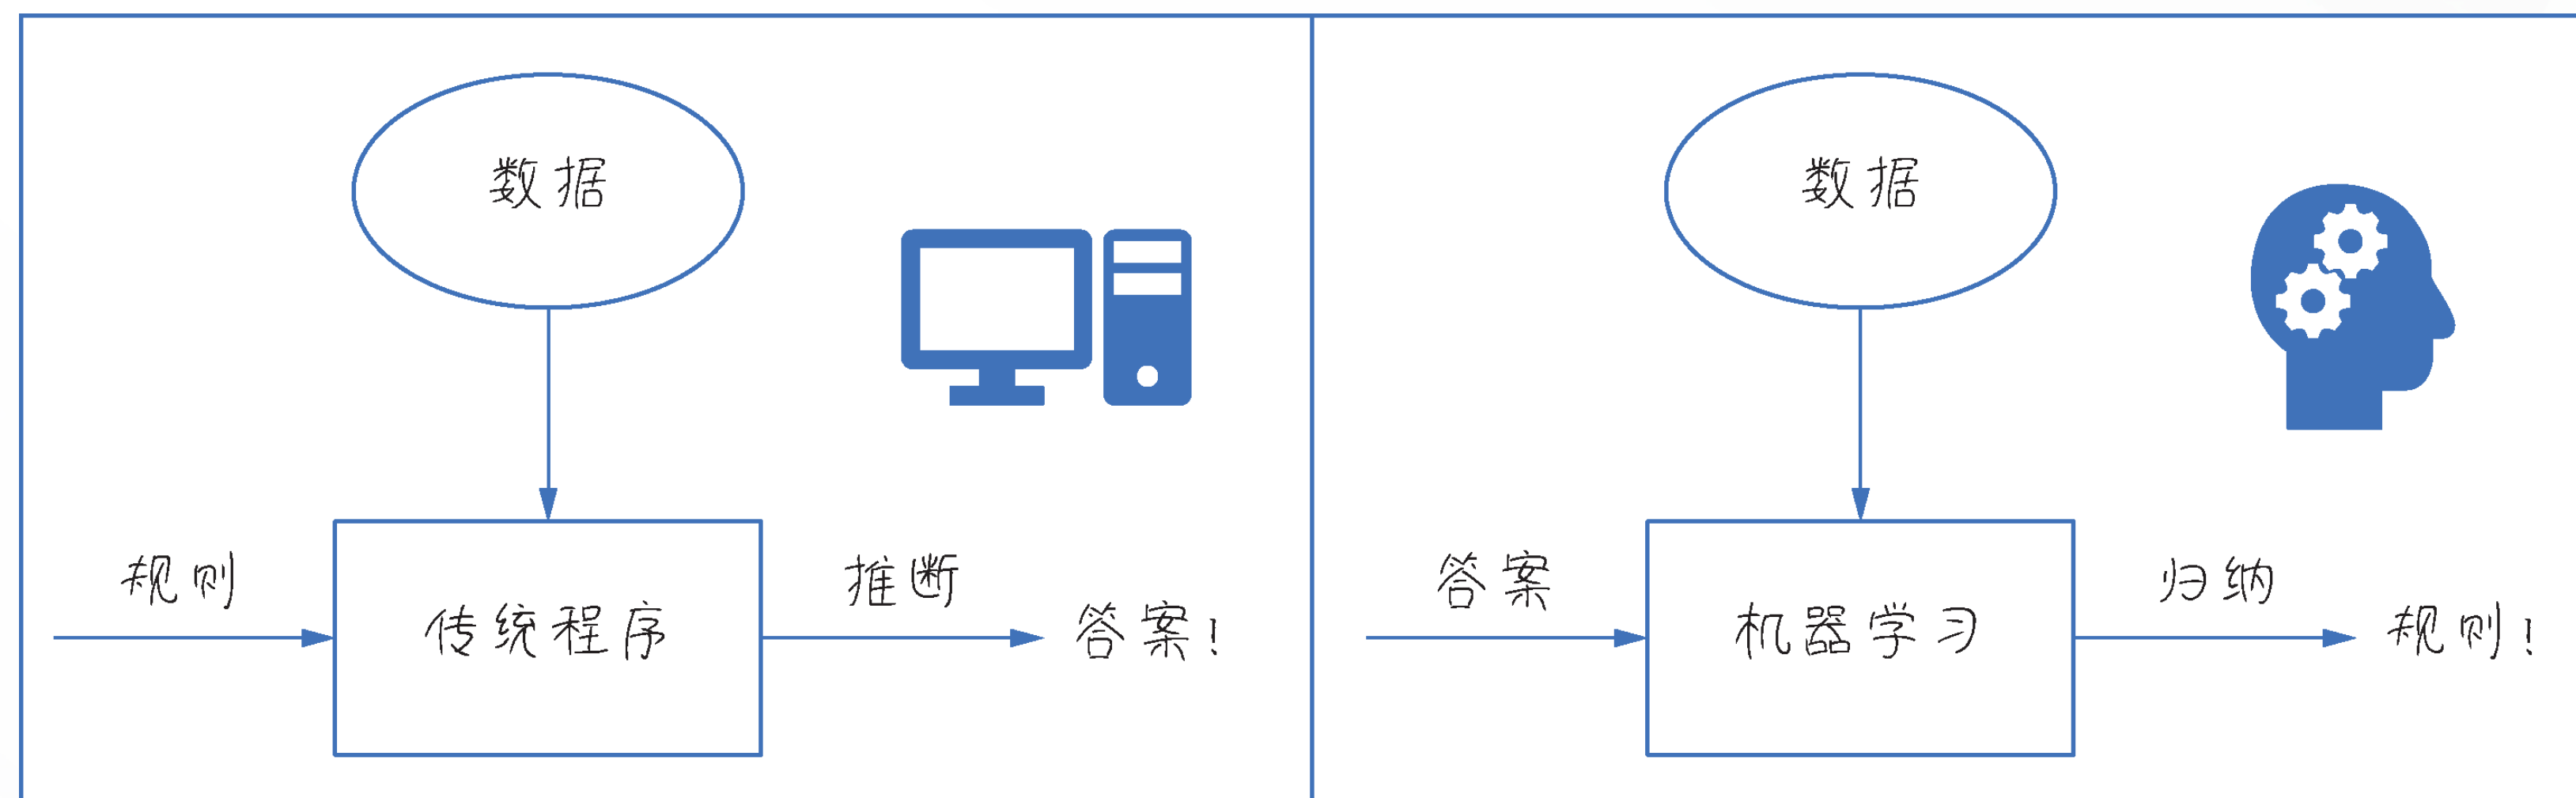 数据
规则
传统程序
推断
答案！
数据
答案
机器学习
归纳
规则！